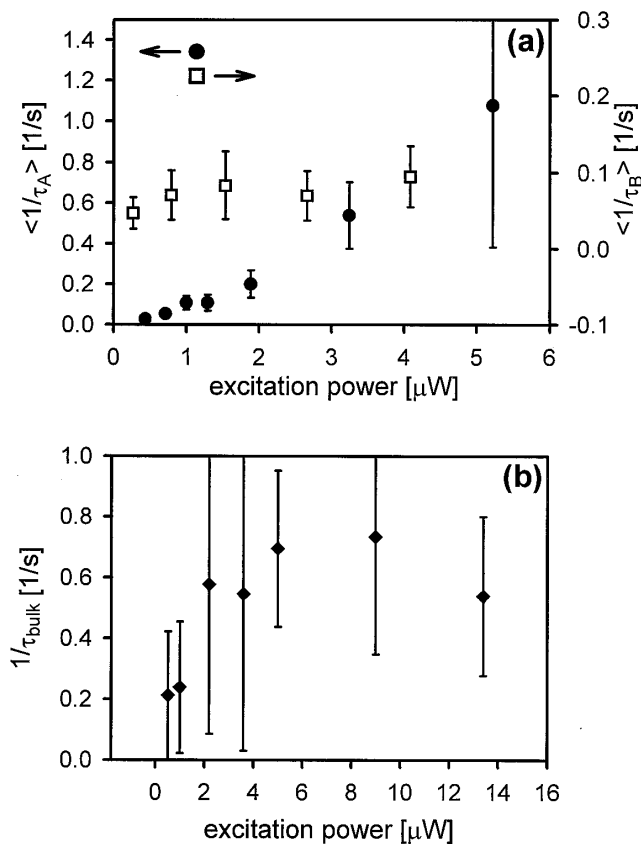 (a)
<1/τA> [1/s]
1.4
1.2
1.0
0.8
0.6
0.4
0.2
0.0
<1/τB> [1/s]
0.3
0.2
0.1
0.0
-0.1
0 1 2 3 4 5 6
excitation power [μW]
(b)
1/τbulk [1/s]
1.0
0.8
0.6
0.4
0.2
0.0
0 2 4 6 8 10 12 14 16
excitation power [μW]